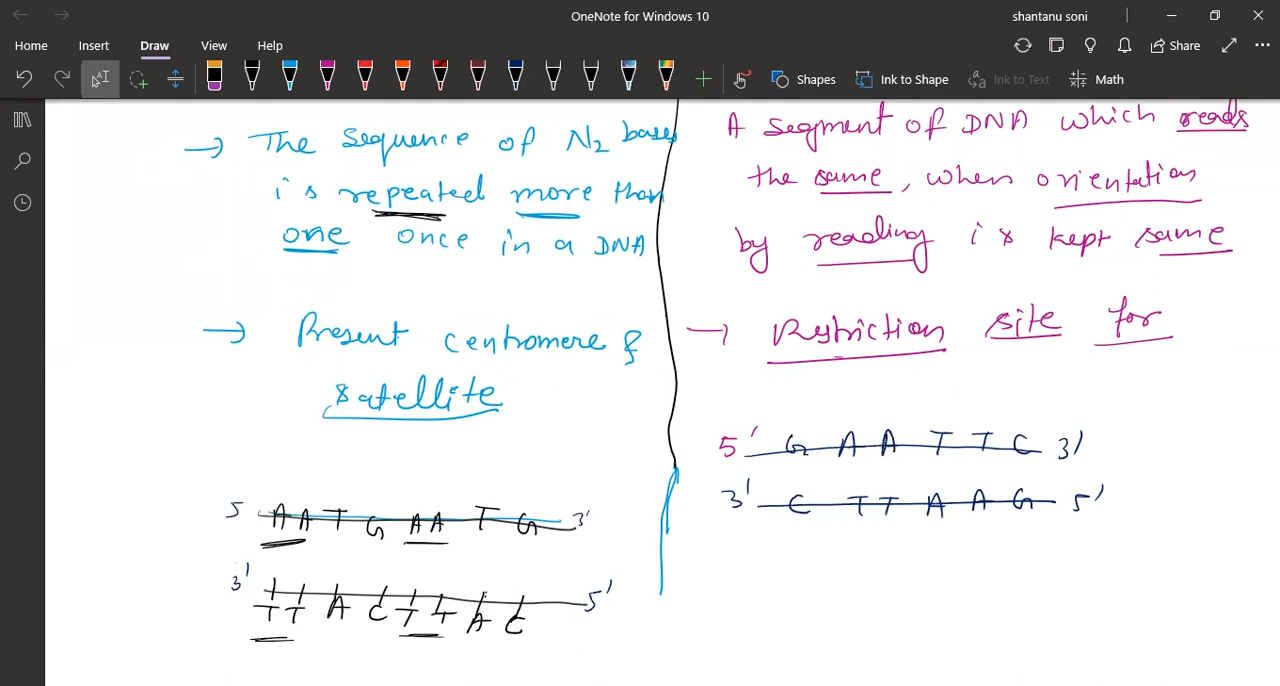 OneNote for Windows 10
shantanu soni
Home Insert Draw View Help
Share
Shapes Ink to Shape Ink to Text Math
→ The sequence of N2 bases
is repeated more than
one once in a DNA
→ Present centromere &
satellite
5 AATGAATG 3'
3' TTACTTAC 5'
A segment of DNA which reads
the same, when orientation
by reading is kept same
→ Restriction site for
5' GAATTC 3'
3' CTTAAG 5'